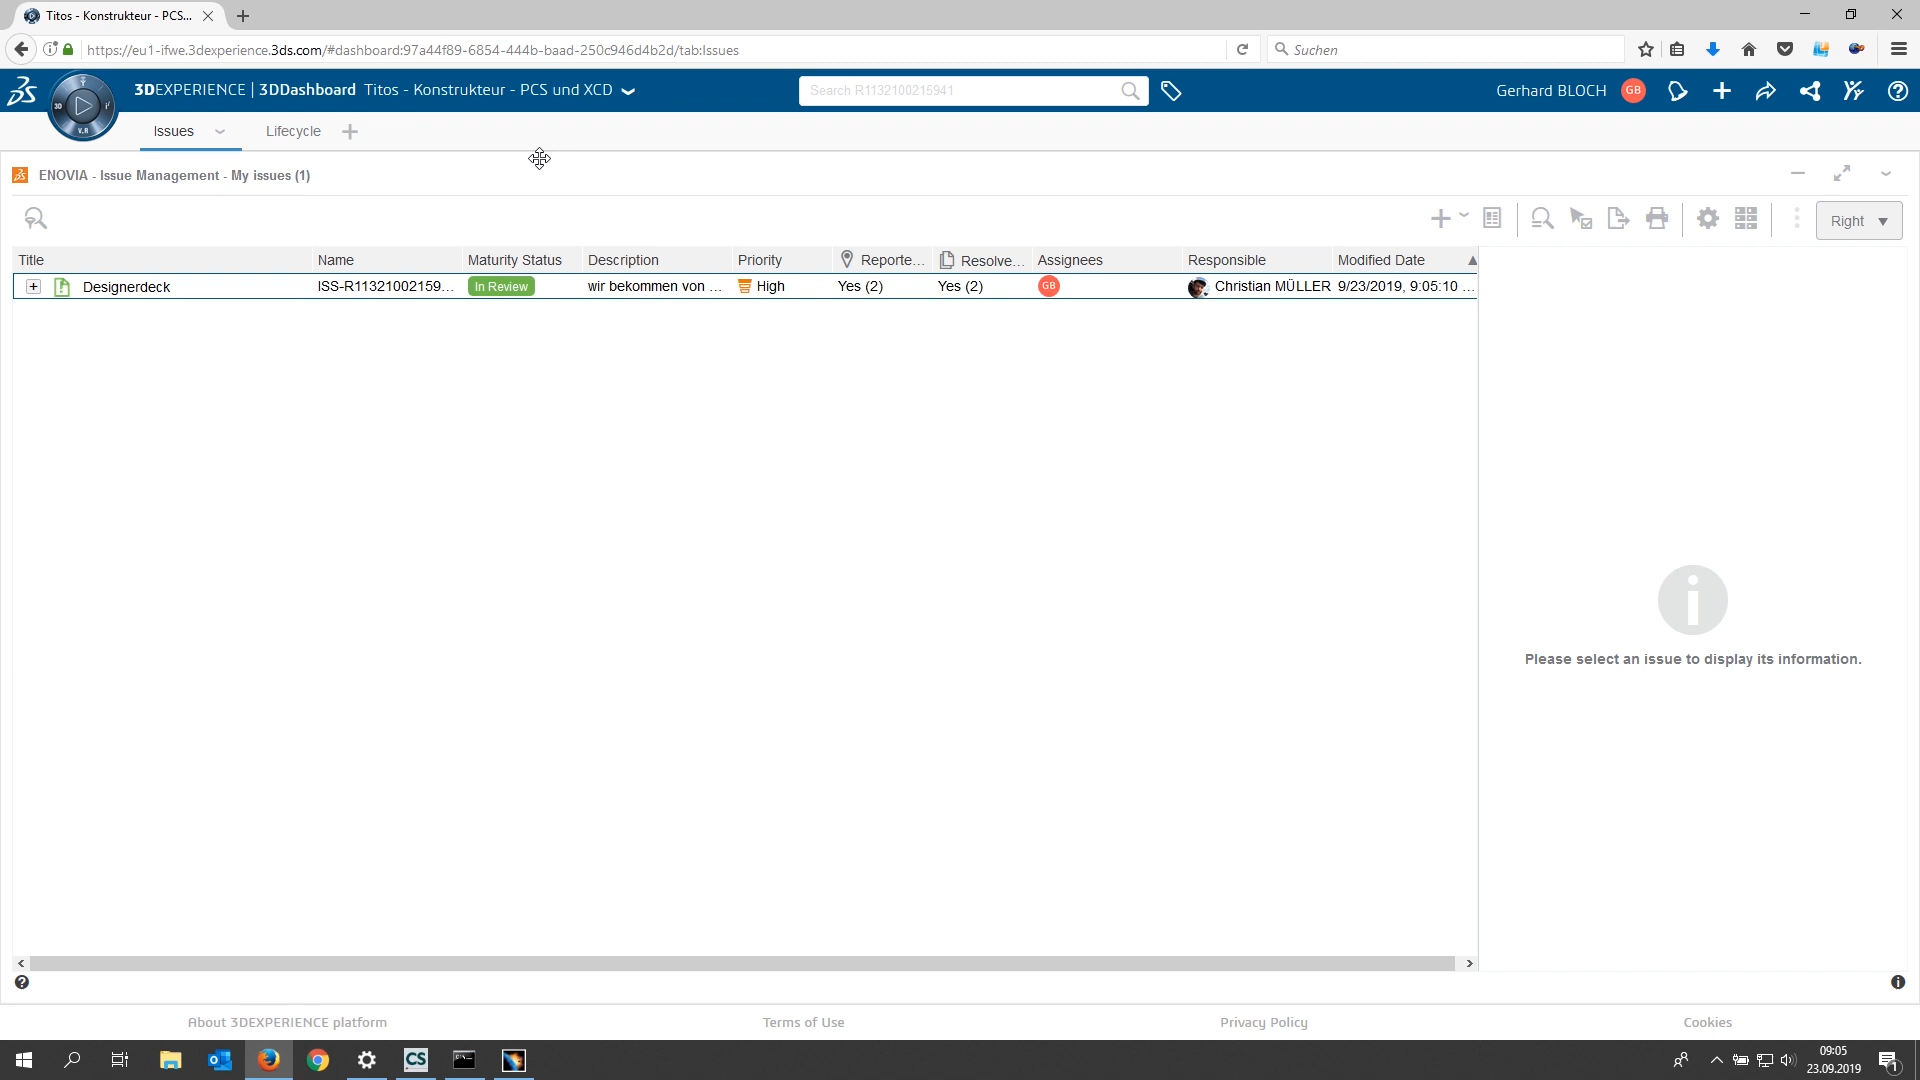 Titos - Konstrukteur - PCS...
https://eu1-ifwe.3dexperience.3ds.com/#dashboard:97a44f89-6854-444b-baad-250c946d4b2d/tab:Issues
Suchen
3DEXPERIENCE | 3DDashboard Titos - Konstrukteur - PCS und XCD
Search R1132100215941
Gerhard BLOCH GB
3D
V.R
Issues
Lifecycle
ENOVIA - Issue Management - My issues (1)
Right
Title Name Maturity Status Description Priority Reporte... Resolve... Assignees Responsible Modified Date
Designerdeck ISS-R11321002159... In Review wir bekommen von ... High Yes (2) Yes (2) GB Christian MÜLLER 9/23/2019, 9:05:10 ...
Please select an issue to display its information.
About 3DEXPERIENCE platform Terms of Use Privacy Policy Cookies
CS
09:05
23.09.2019
1